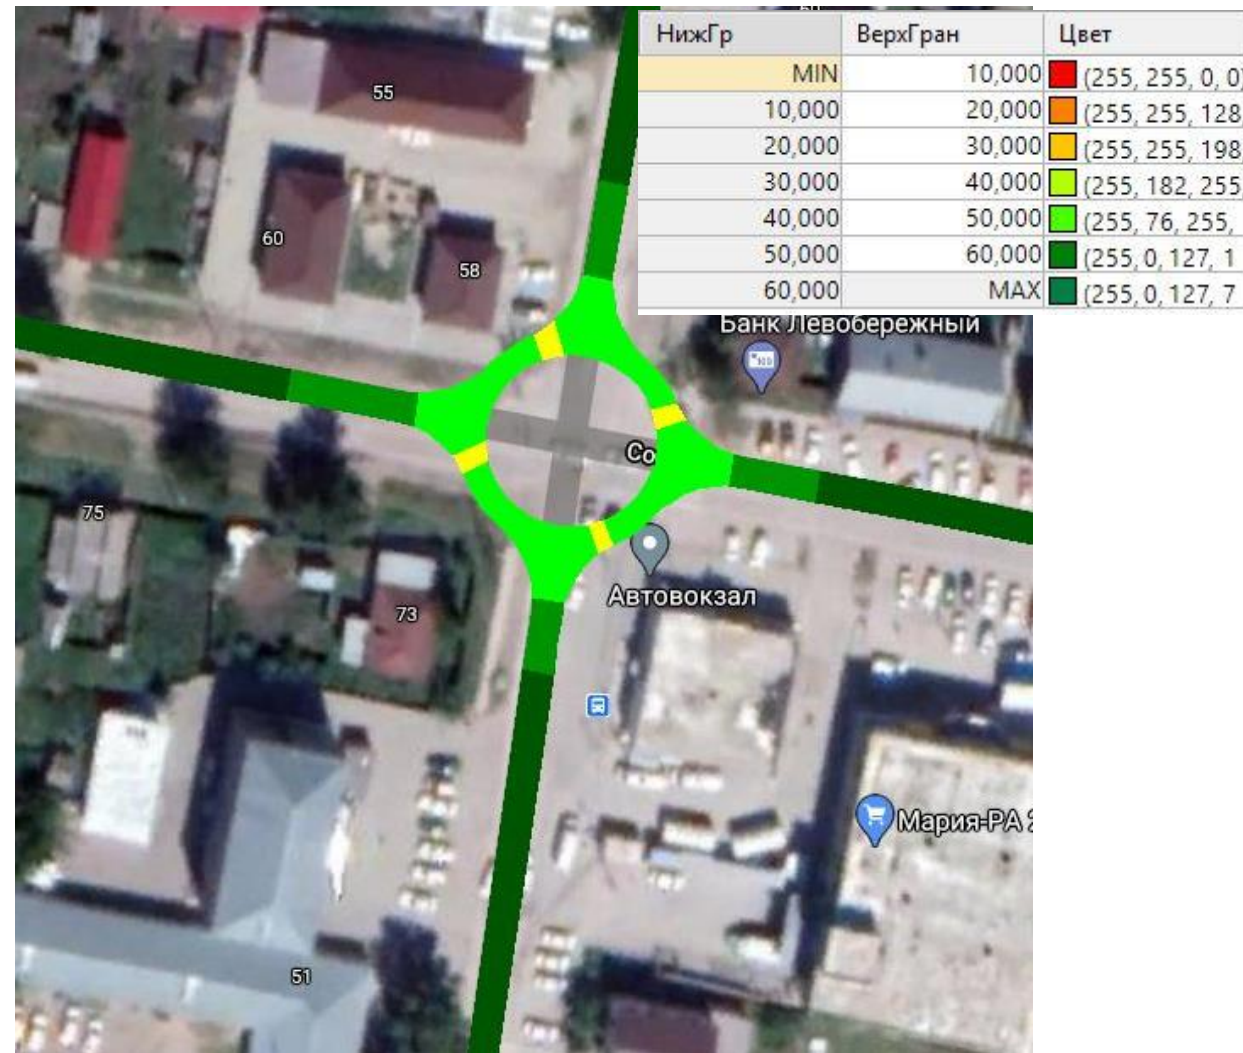 НижГр ВерхГран Цвет
MIN 10,000 (255, 255, 0, 0)
10,000 20,000 (255, 255, 128
20,000 30,000 (255, 255, 198
30,000 40,000 (255, 182, 255
40,000 50,000 (255, 76, 255,
50,000 60,000 (255, 0, 127, 1
60,000 MAX (255, 0, 127, 7
55
60
58
Банк Левобережный
Со
75
Автовокзал
73
Мария-РА 2
51